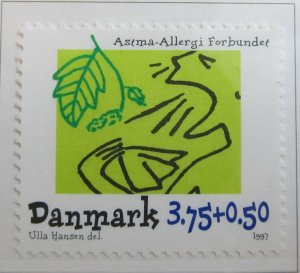 Astma-Allergi Forbundet
Danmark 3.75+0.50
Ulla Hansen del. 1997